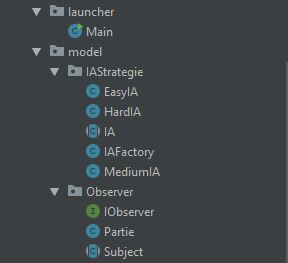 launcher
Main
model
IAStrategie
EasyIA
HardIA
IA
IAFactory
MediumIA
Observer
IObserver
Partie
Subject